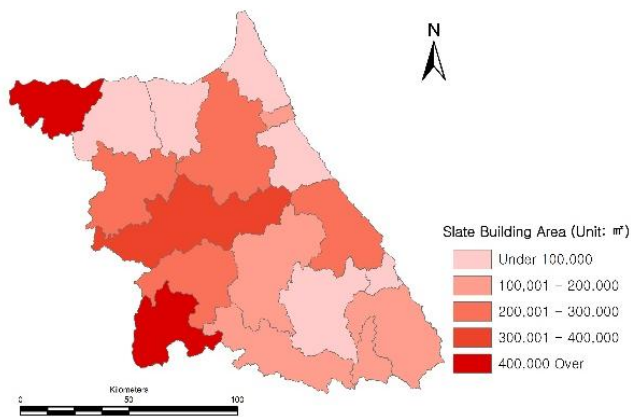 N
Slate Building Area (Unit: ㎡)
Under 100.000
100,001 - 200.000
200.001 - 300.000
300.001 - 400.000
400.000 Over
Kilometers
0 50 100